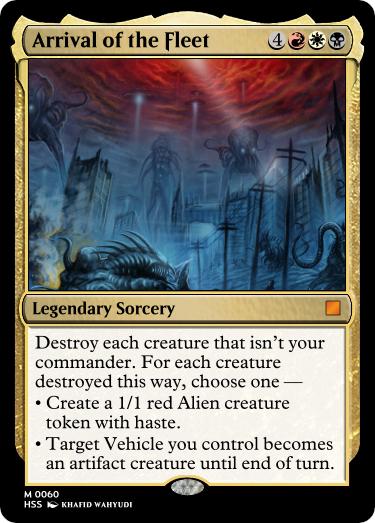 Arrival of the Fleet 4
Legendary Sorcery
Destroy each creature that isn't your
commander. For each creature
destroyed this way, choose one —
• Create a 1/1 red Alien creature
token with haste.
• Target Vehicle you control becomes
an artifact creature until end of turn.
M 0060
HSS KHAFID WAHYUDI